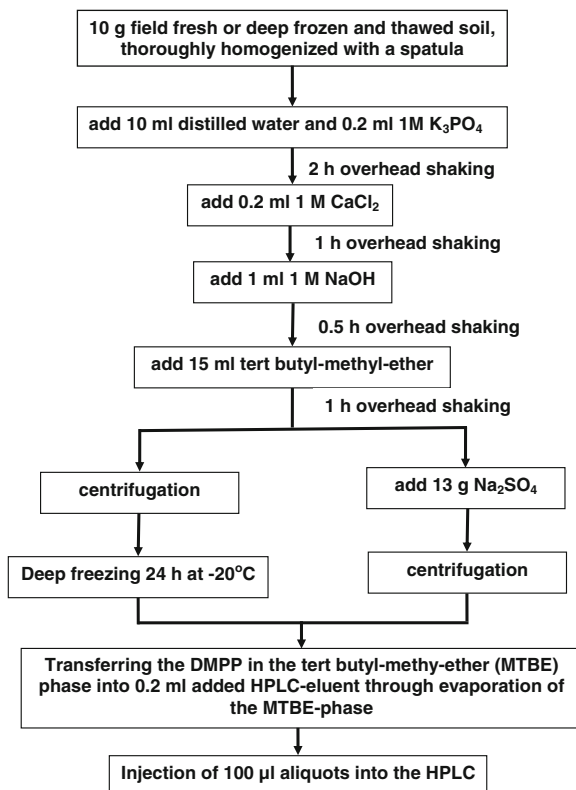 10 g field fresh or deep frozen and thawed soil,
thoroughly homogenized with a spatula
add 10 ml distilled water and 0.2 ml 1M K₃PO₄
2 h overhead shaking
add 0.2 ml 1 M CaCl₂
1 h overhead shaking
add 1 ml 1 M NaOH
0.5 h overhead shaking
add 15 ml tert butyl-methyl-ether
1 h overhead shaking
centrifugation
add 13 g Na₂SO₄
Deep freezing 24 h at -20°C
centrifugation
Transferring the DMPP in the tert butyl-methy-ether (MTBE)
phase into 0.2 ml added HPLC-eluent through evaporation of
the MTBE-phase
Injection of 100 µl aliquots into the HPLC